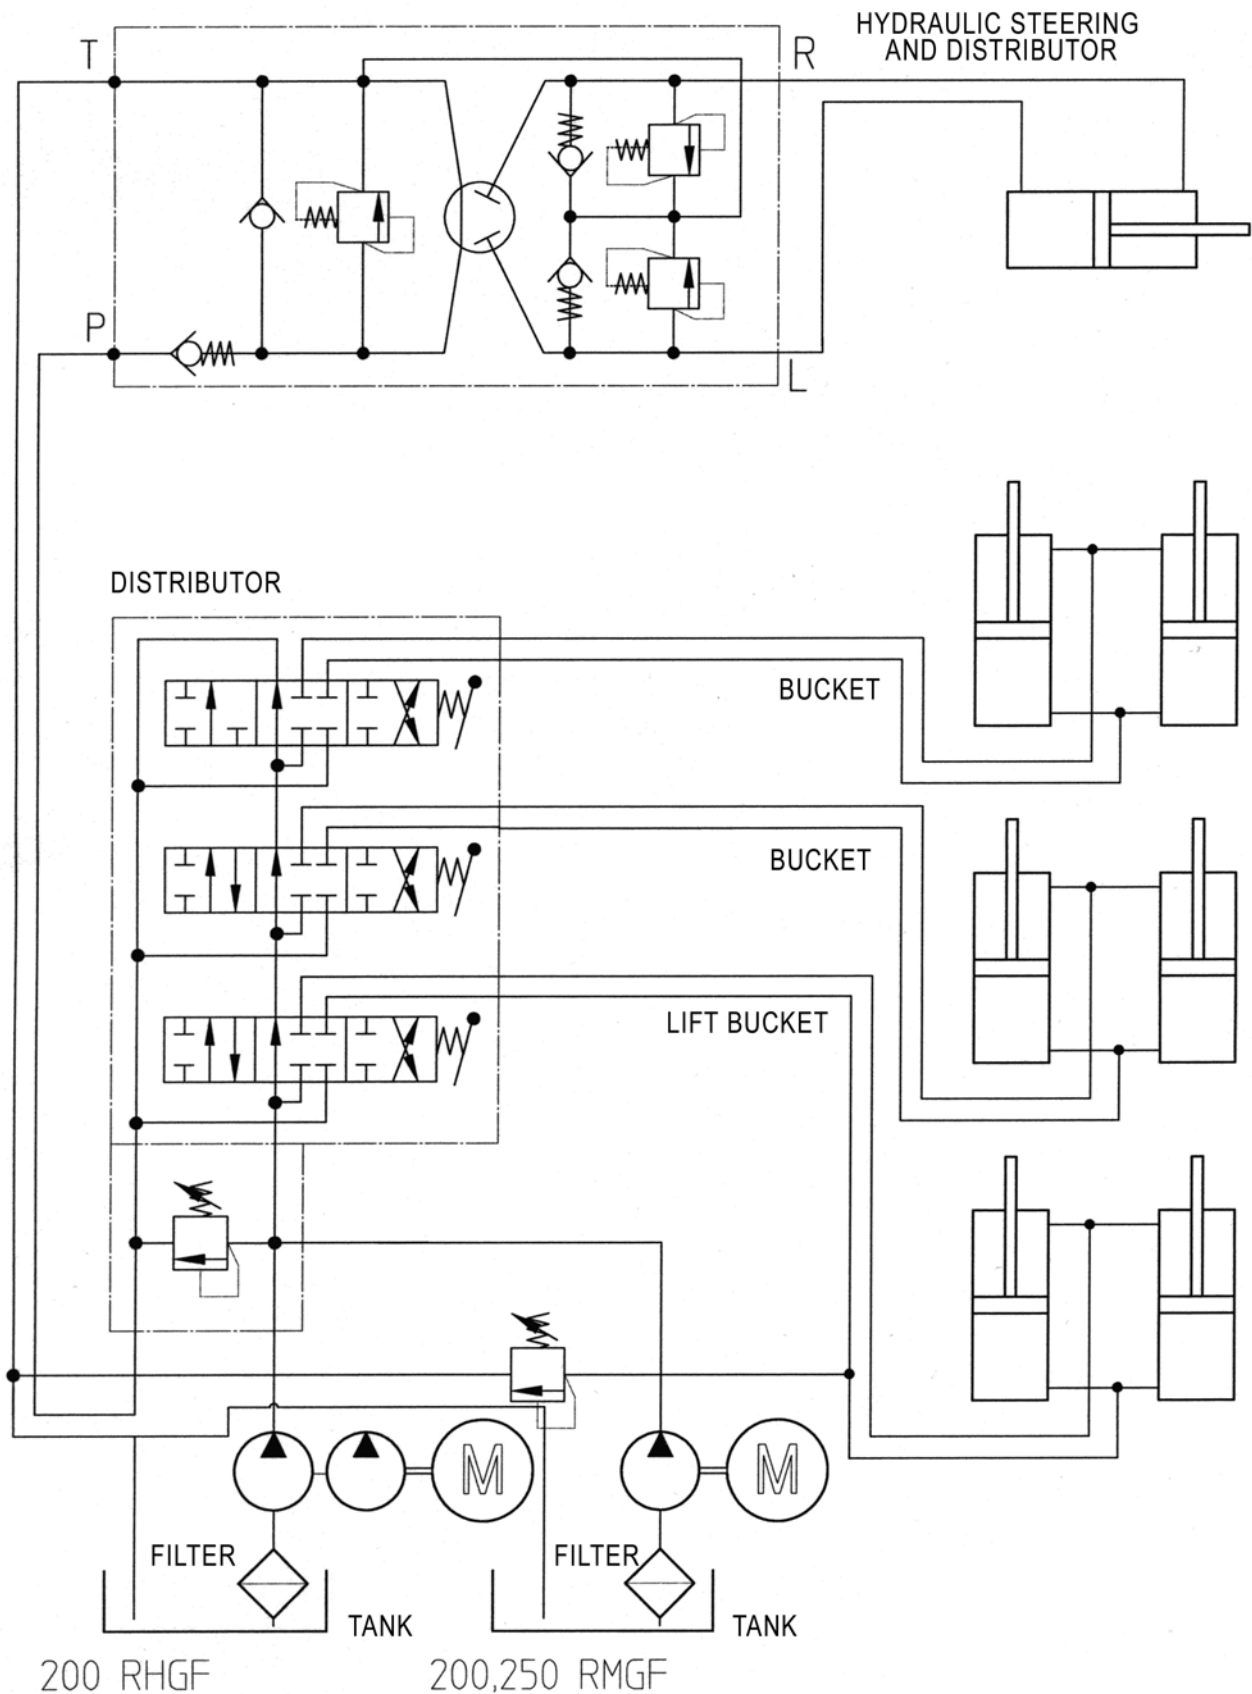 HYDRAULIC STEERING
AND DISTRIBUTOR
T
R
P
L
DISTRIBUTOR
BUCKET
BUCKET
LIFT BUCKET
M
M
FILTER
FILTER
TANK
TANK
200 RHGF
200,250 RMGF